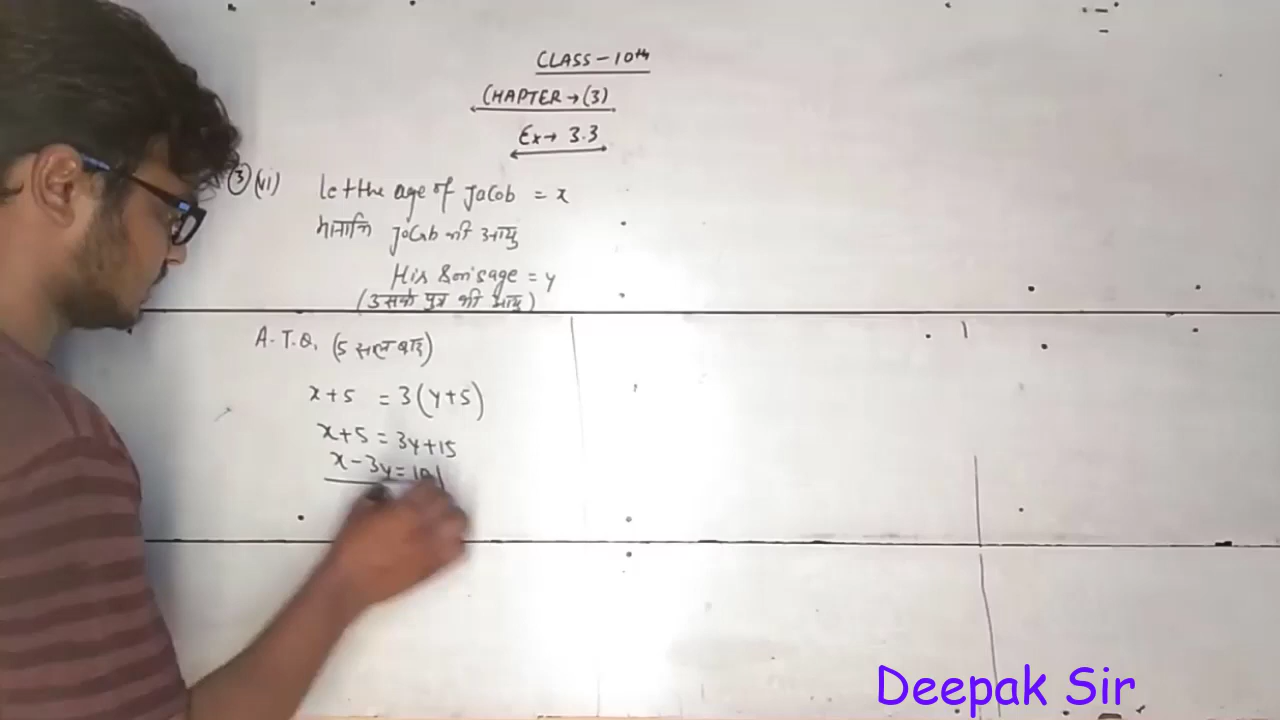 CLASS - 10th
CHAPTER → (3)
Ex → 3.3
③ (vi) let the age of Jacob = x
मानाकि Jacob की आयु
His Son's age = y
(उसके पुत्र की आयु)
A.T.Q. (5 साल बाद)
x+5 = 3(y+5)
x+5 = 3y+15
x-3y = 10
Deepak Sir